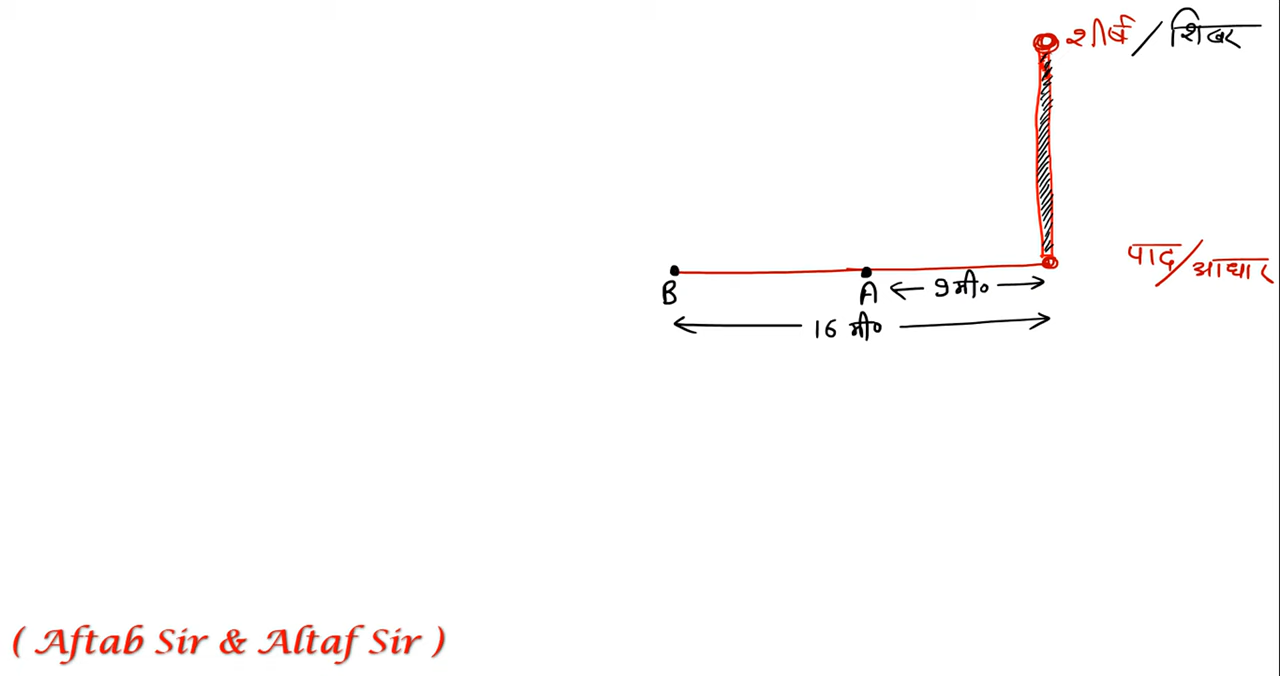 शीर्ष / शिखर
पाद/आधार
B A 9 मी०
16 मी०
( Aftab Sir & Altaf Sir )